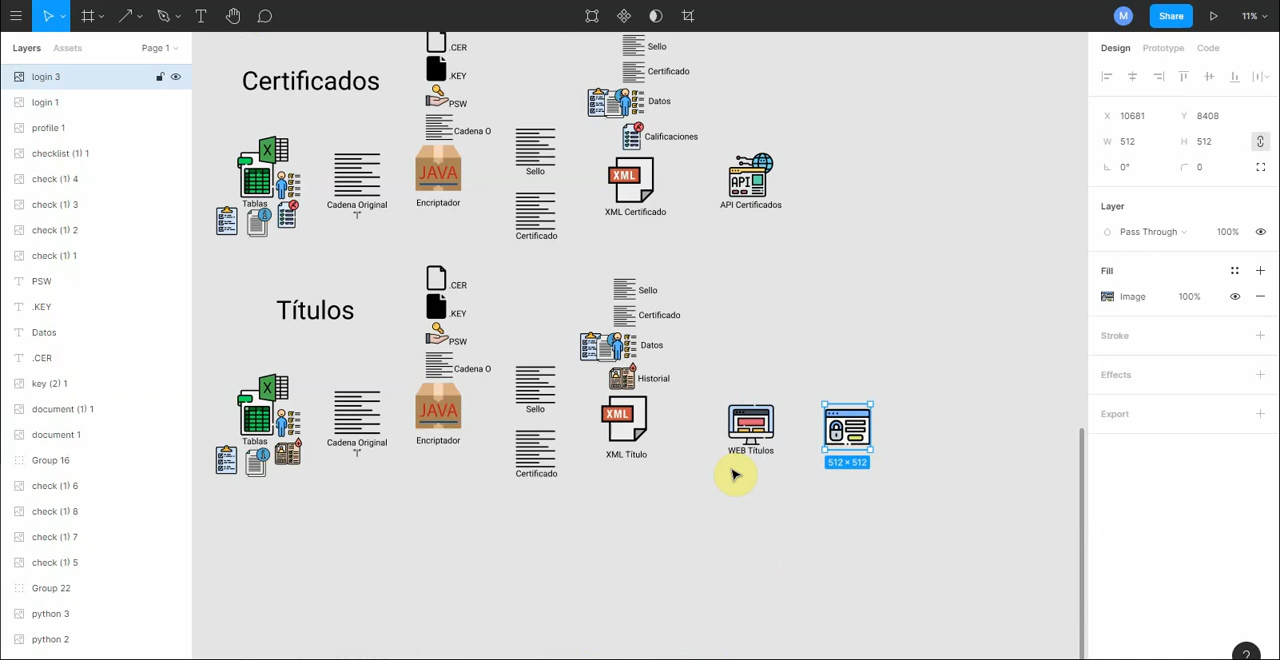 M
Share
11%
Layers
Assets
Page 1
Design
Prototype
Code
login 3
login 1
profile 1
checklist (1) 1
check (1) 4
check (1) 3
check (1) 2
check (1) 1
PSW
.KEY
Datos
.CER
key (2) 1
document (1) 1
document 1
Group 16
check (1) 6
check (1) 8
check (1) 7
check (1) 5
Group 22
python 3
python 2
Certificados
.CER
.KEY
PSW
Cadena O
Tablas
Cadena Original
"|"
JAVA
Encriptador
Sello
Certificado
Sello
Certificado
Datos
Calificaciones
XML
XML Certificado
API
API Certificados
Títulos
.CER
.KEY
PSW
Cadena O
Tablas
Cadena Original
"|"
JAVA
Encriptador
Sello
Certificado
Sello
Certificado
Datos
Historial
XML
XML Título
WEB Títulos
512 × 512
X 10681 Y 8408
W 512 H 512
0° 0
Layer
Pass Through 100%
Fill
Image 100%
Stroke
Effects
Export
?